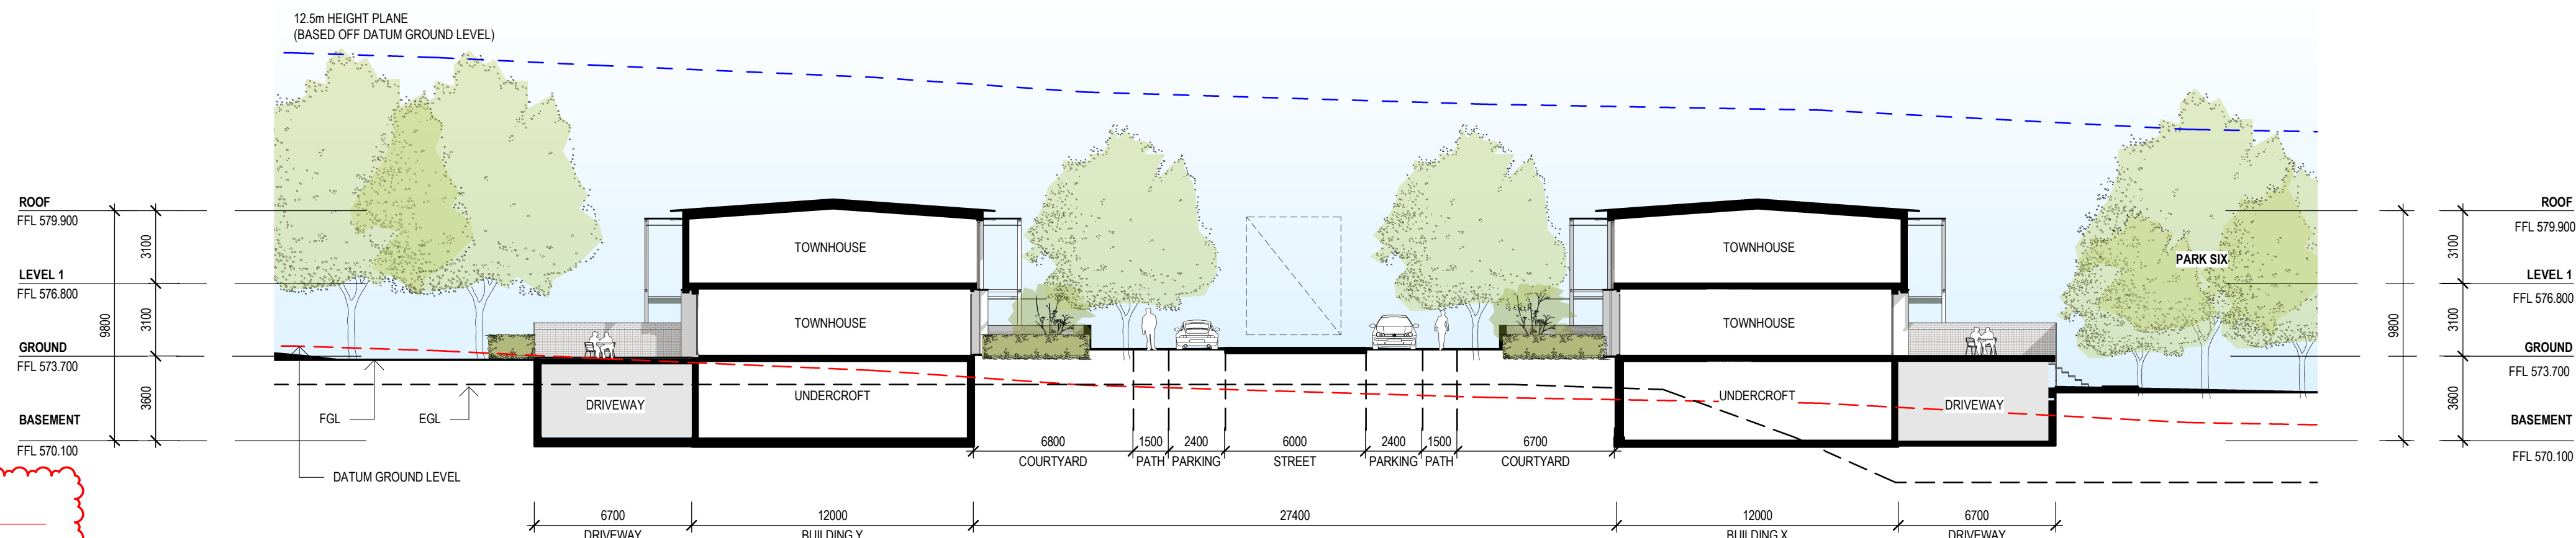 12.5m HEIGHT PLANE
(BASED OFF DATUM GROUND LEVEL)
ROOF
FFL 579.900
3100
LEVEL 1
FFL 576.800
9800
3100
GROUND
FFL 573.700
3600
BASEMENT
FFL 570.100
FGL
EGL
DATUM GROUND LEVEL
TOWNHOUSE
TOWNHOUSE
DRIVEWAY
UNDERCROFT
6800
COURTYARD
1500
PATH
2400
PARKING
6000
STREET
2400
PARKING
1500
PATH
6700
COURTYARD
TOWNHOUSE
TOWNHOUSE
UNDERCROFT
DRIVEWAY
PARK SIX
6700
DRIVEWAY
12000
BUILDING Y
27400
12000
BUILDING X
6700
DRIVEWAY
ROOF
FFL 579.900
3100
LEVEL 1
FFL 576.800
9800
3100
GROUND
FFL 573.700
3600
BASEMENT
FFL 570.100